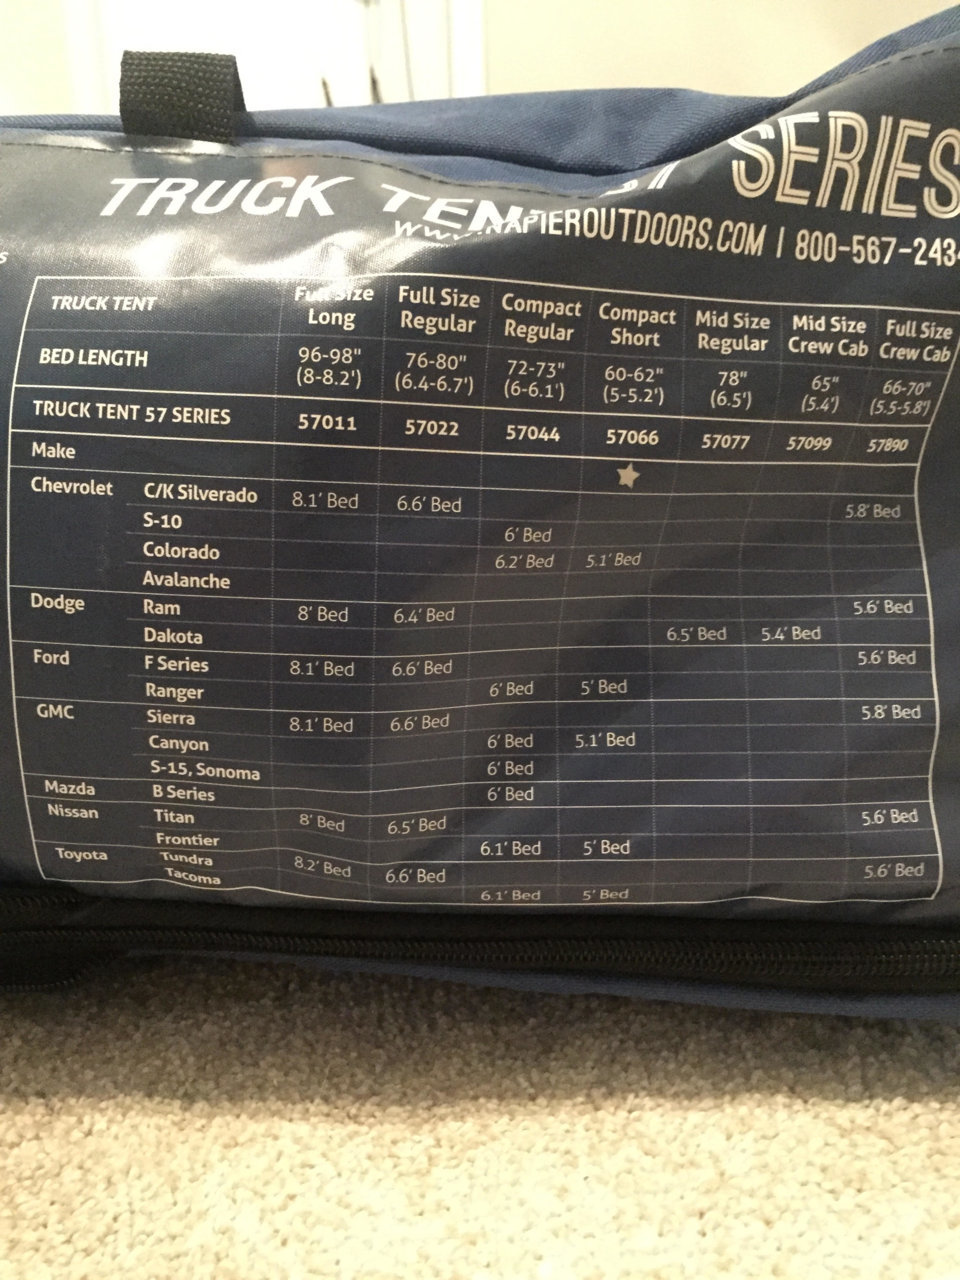 TRUCK TENT 57 SERIES
WWW.NAPIEROUTDOORS.COM | 800-567-243
s
TRUCK TENT Full Size Long Full Size Regular Compact Regular Compact Short Mid Size Regular Mid Size Crew Cab Full Size Crew Cab
BED LENGTH 96-98" (8-8.2') 76-80" (6.4-6.7') 72-73" (6-6.1') 60-62" (5-5.2') 78" (6.5') 65" (5.4') 66-70" (5.5-5.8')
TRUCK TENT 57 SERIES 57011 57022 57044 57066 57077 57099 57890
Make
Chevrolet C/K Silverado 8.1' Bed 6.6' Bed 5.8' Bed
S-10 6' Bed
Colorado 6.2' Bed 5.1' Bed
Avalanche
Dodge Ram 8' Bed 6.4' Bed 5.6' Bed
Dakota 6.5' Bed 5.4' Bed
Ford F Series 8.1' Bed 6.6' Bed 5.6' Bed
Ranger 6' Bed 5' Bed
GMC Sierra 8.1' Bed 6.6' Bed 5.8' Bed
Canyon 6' Bed 5.1' Bed
S-15, Sonoma 6' Bed
Mazda B Series 6' Bed
Nissan Titan 8' Bed 6.5' Bed 5.6' Bed
Frontier 6.1' Bed 5' Bed
Toyota Tundra 8.2' Bed 6.6' Bed 5.6' Bed
Tacoma 6.1' Bed 5' Bed